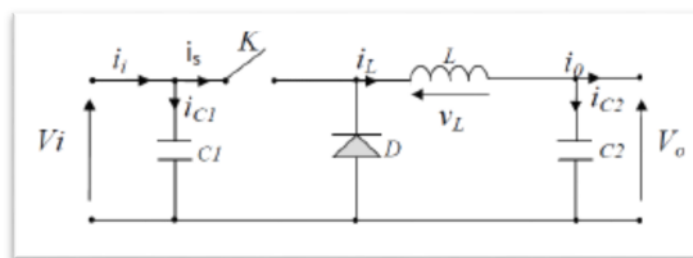 i_i i_s K i_L L i_0
i_C1 i_C2
v_L
Vi C1 D C2 V_o